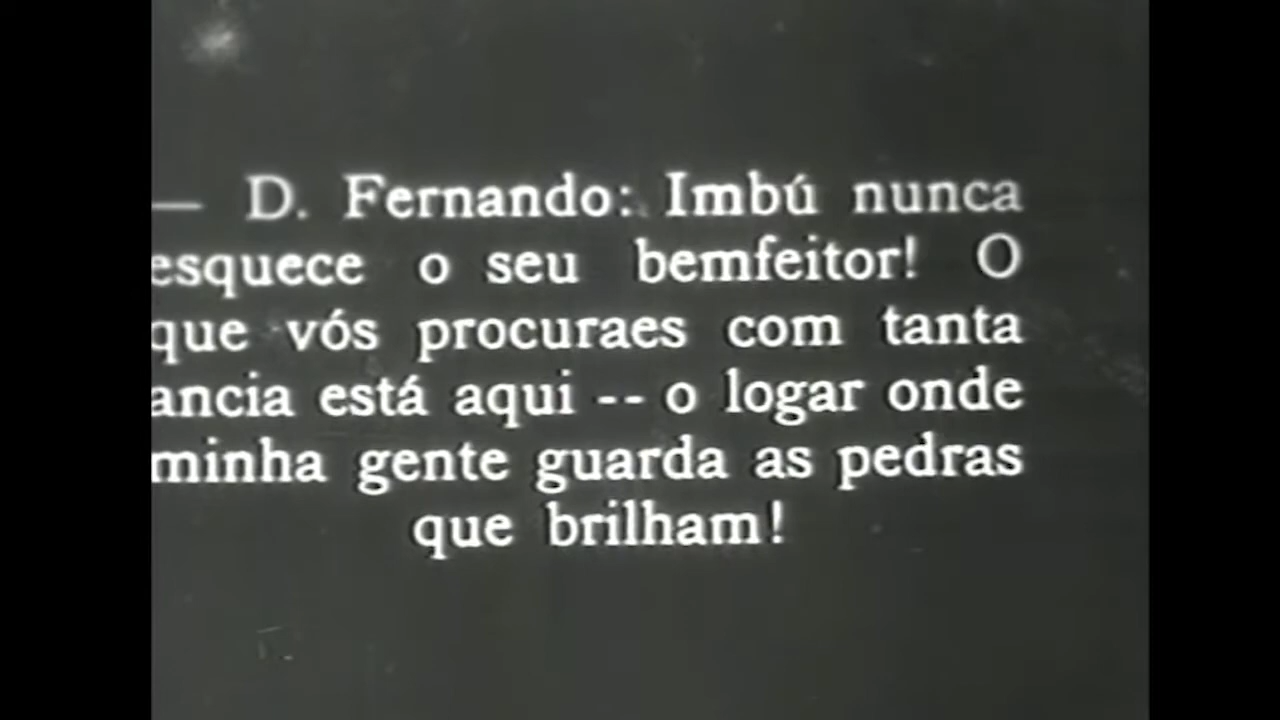 — D. Fernando: Imbú nunca
esquece o seu bemfeitor! O
que vós procuraes com tanta
ancia está aqui -- o logar onde
minha gente guarda as pedras
que brilham!